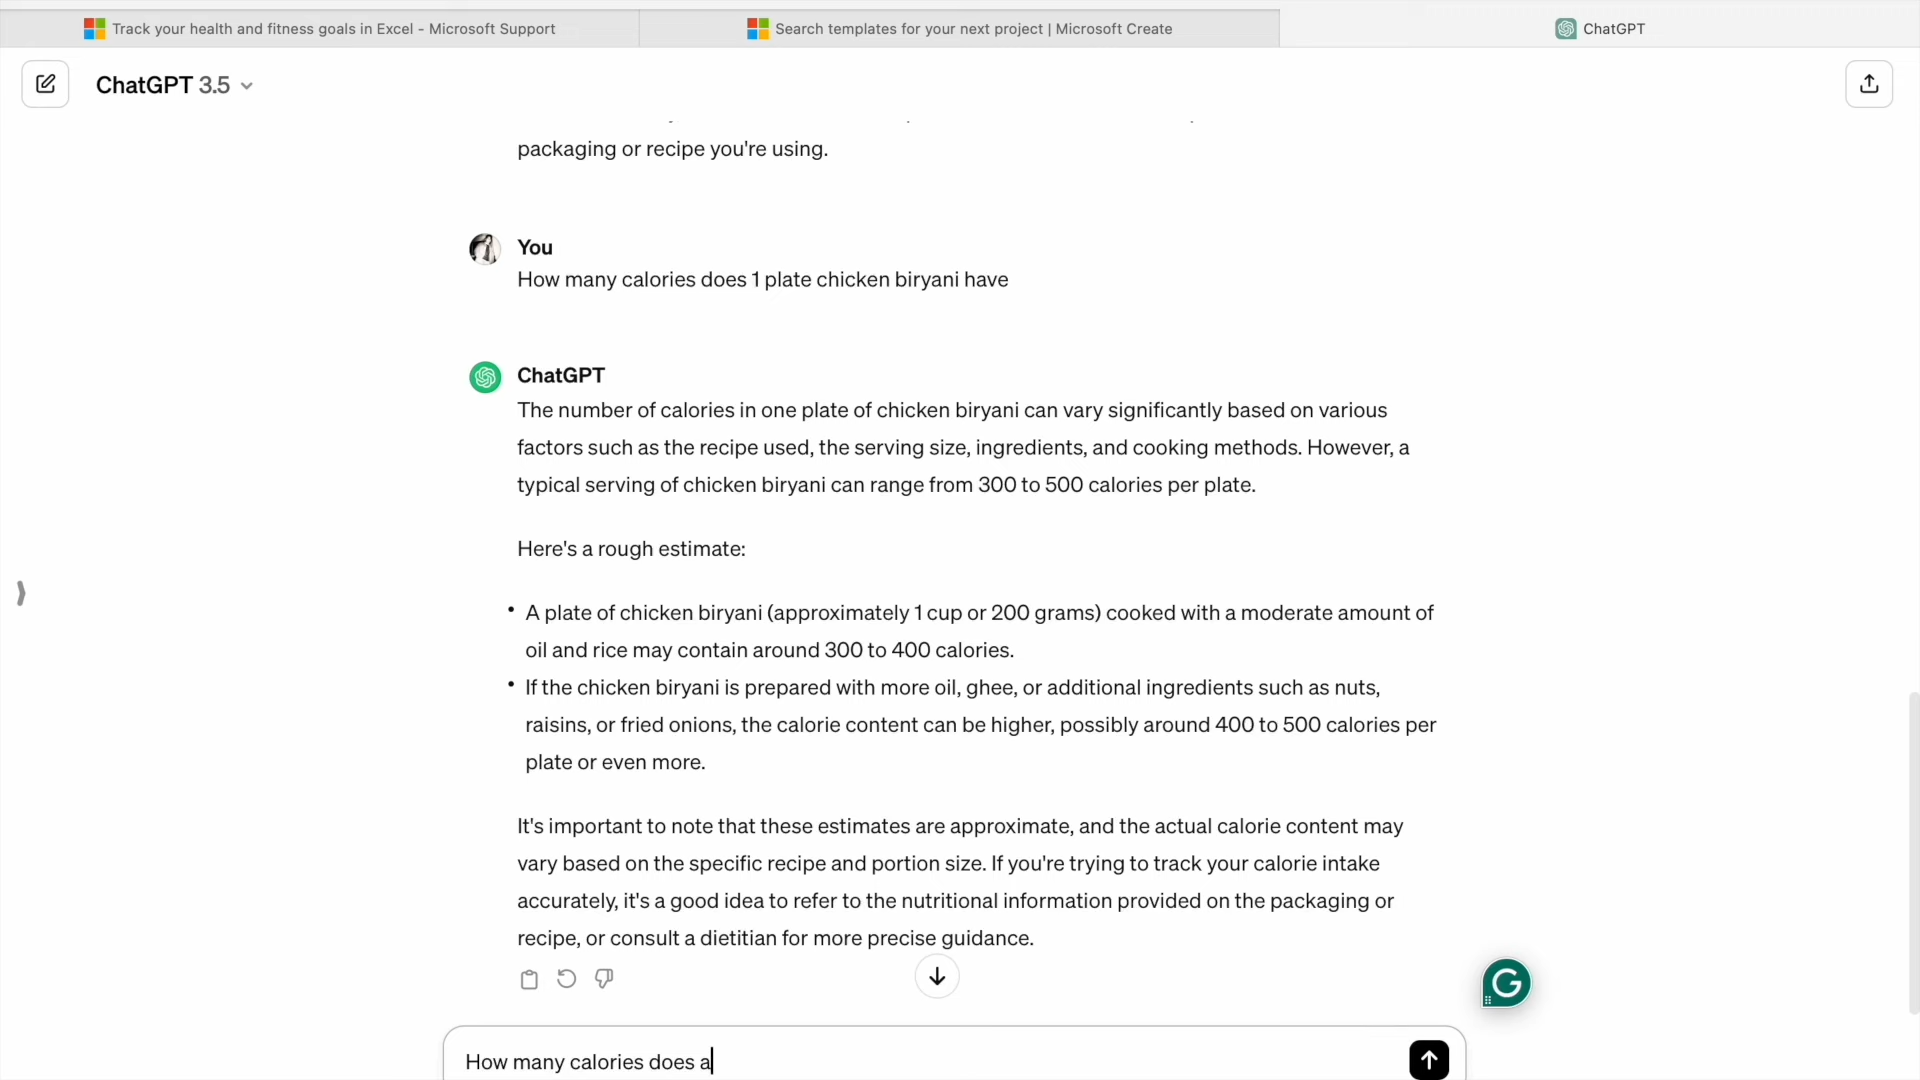 Track your health and fitness goals in Excel - Microsoft Support
Search templates for your next project | Microsoft Create
ChatGPT
ChatGPT 3.5
packaging or recipe you're using.
You
How many calories does 1 plate chicken biryani have
ChatGPT
The number of calories in one plate of chicken biryani can vary significantly based on various
factors such as the recipe used, the serving size, ingredients, and cooking methods. However, a
typical serving of chicken biryani can range from 300 to 500 calories per plate.
Here's a rough estimate:
• A plate of chicken biryani (approximately 1 cup or 200 grams) cooked with a moderate amount of
oil and rice may contain around 300 to 400 calories.
• If the chicken biryani is prepared with more oil, ghee, or additional ingredients such as nuts,
raisins, or fried onions, the calorie content can be higher, possibly around 400 to 500 calories per
plate or even more.
It's important to note that these estimates are approximate, and the actual calorie content may
vary based on the specific recipe and portion size. If you're trying to track your calorie intake
accurately, it's a good idea to refer to the nutritional information provided on the packaging or
recipe, or consult a dietitian for more precise guidance.
How many calories does a